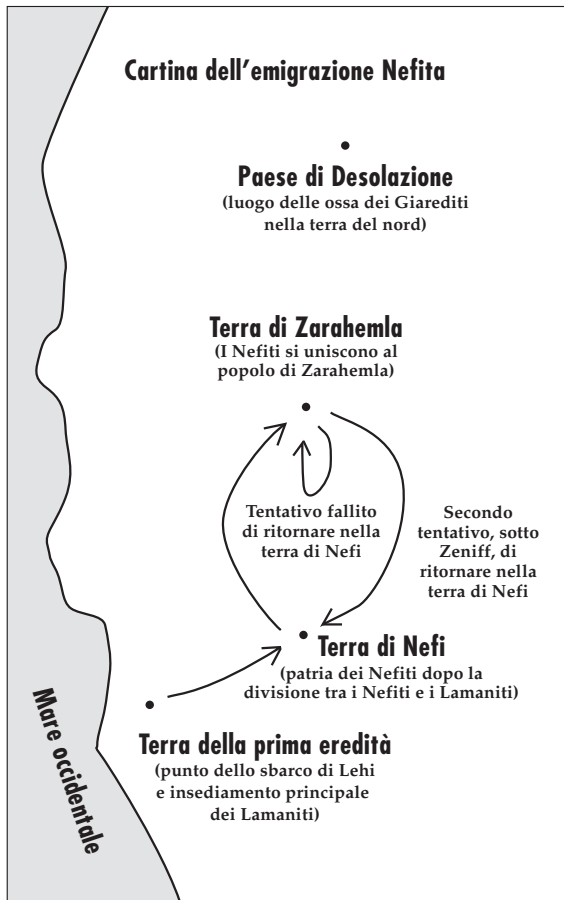 Cartina dell'emigrazione Nefita
Paese di Desolazione
(luogo delle ossa dei Giarediti
nella terra del nord)
Terra di Zarahemla
(I Nefiti si uniscono al
popolo di Zarahemla)
Tentativo fallito
di ritornare nella
terra di Nefi
Secondo
tentativo, sotto
Zeniff, di
ritornare nella
terra di Nefi
Terra di Nefi
(patria dei Nefiti dopo la
divisione tra i Nefiti e i Lamaniti)
Terra della prima eredità
(punto dello sbarco di Lehi
e insediamento principale
dei Lamaniti)
Mare occidentale